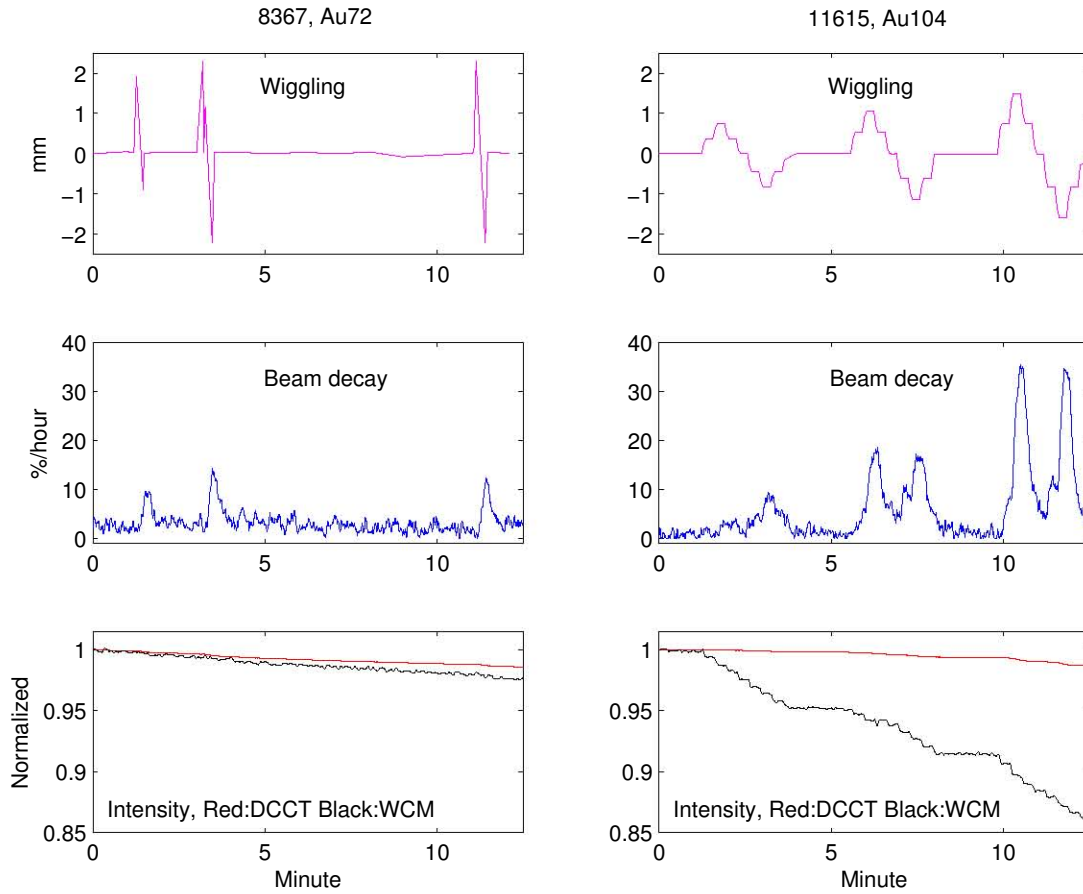 8367, Au72
11615, Au104
Wiggling
mm
2
1
0
−1
−2
0 5 10
Wiggling
2
1
0
−1
−2
0 5 10
Beam decay
%/hour
40
30
20
10
0
0 5 10
Beam decay
40
30
20
10
0
0 5 10
Normalized
1
0.95
0.9
0.85
Intensity, Red:DCCT Black:WCM
0 5 10
Minute
1
0.95
0.9
0.85
Intensity, Red:DCCT Black:WCM
0 5 10
Minute